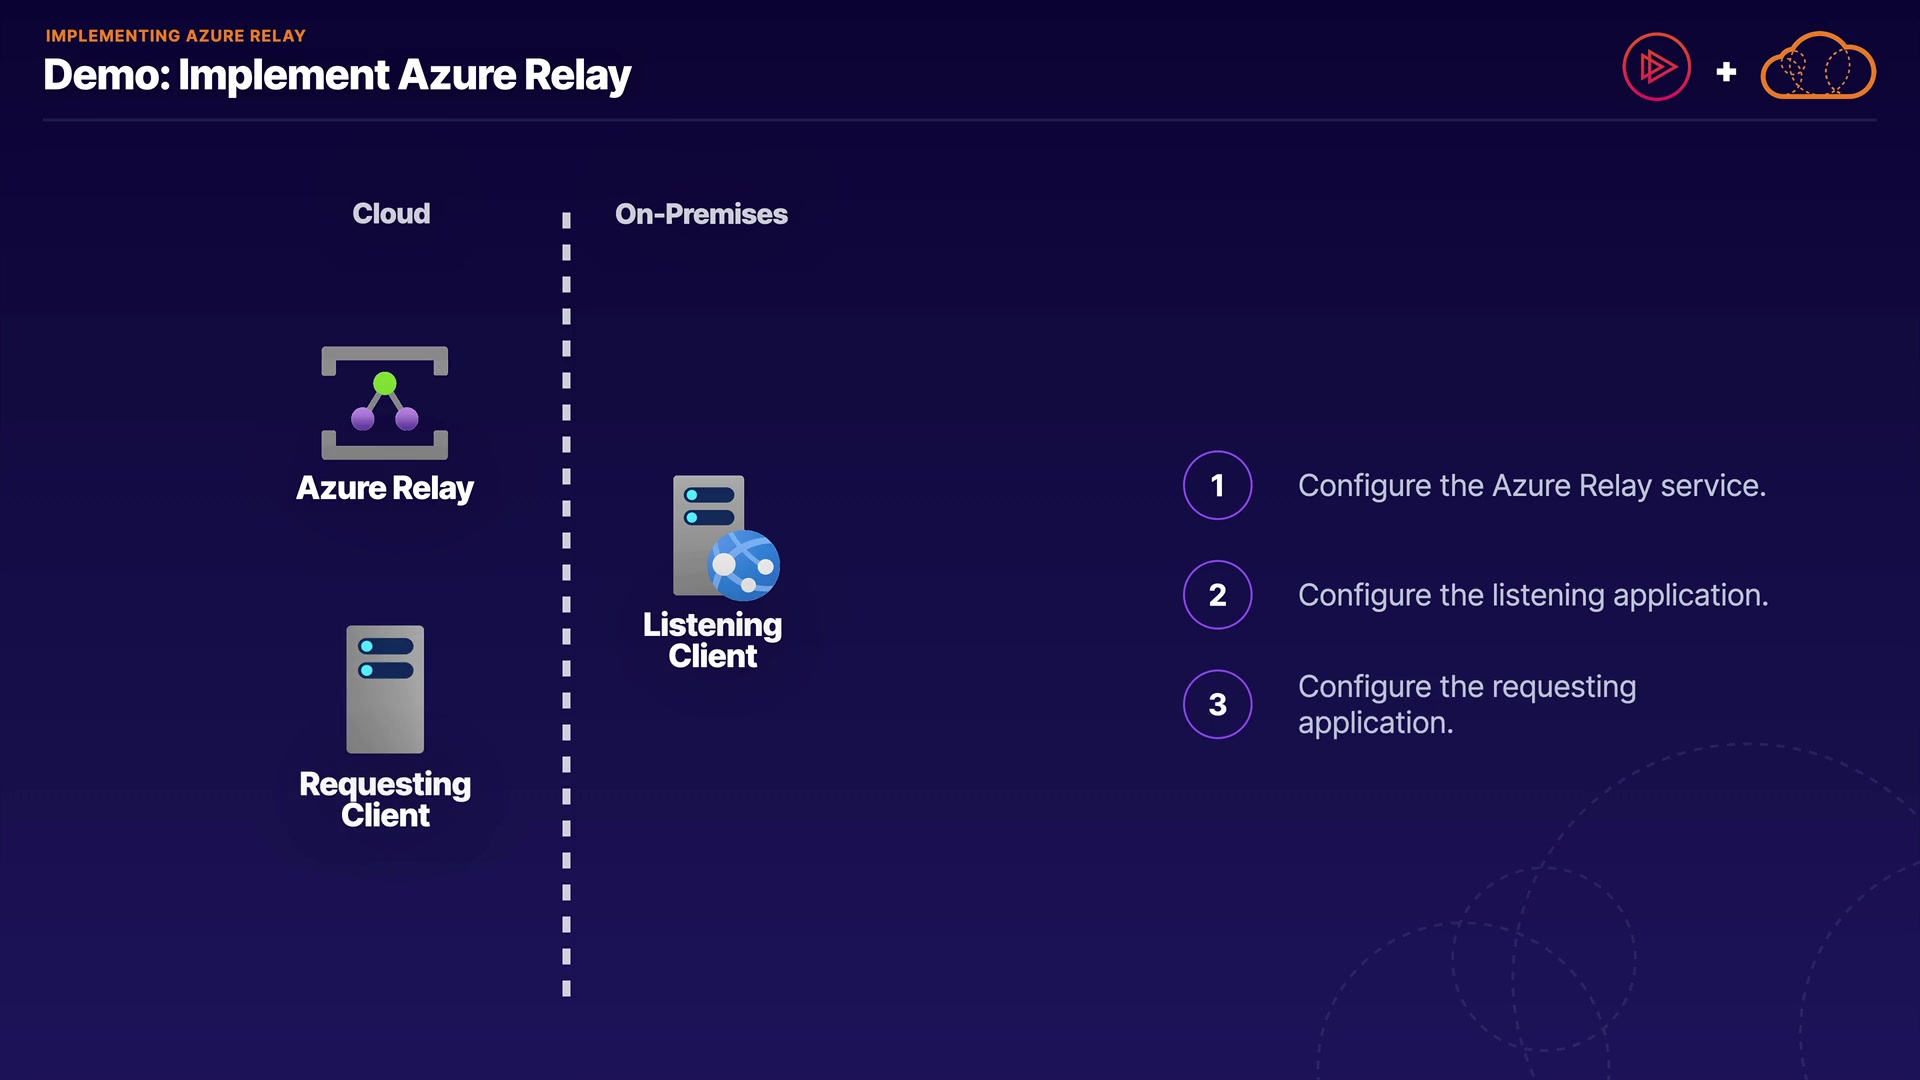 IMPLEMENTING AZURE RELAY
Demo: Implement Azure Relay
Cloud
On-Premises
Azure Relay
Requesting
Client
Listening
Client
1
Configure the Azure Relay service.
2
Configure the listening application.
3
Configure the requesting
application.